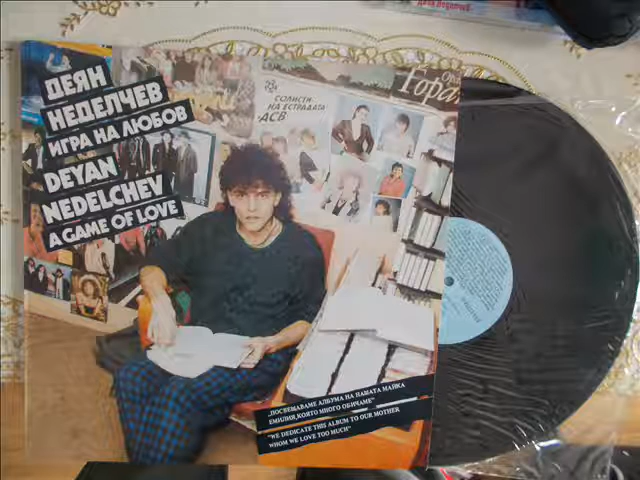 ДЕЯН
НЕДЕЛЧЕВ
ИГРА НА ЛЮБОВ
DEYAN
NEDELCHEV
A GAME OF LOVE
СОЛИСТИ
НА ЕСТРАДАТА
АСВ
„ПОСВЕЩАВАМЕ АЛБУМА НА НАШАТА МАЙКА
ЕМИЛИЯ, КОЯТО МНОГО ОБИЧАМЕ"
"WE DEDICATE THIS ALBUM TO OUR MOTHER
WHOM WE LOVE TOO MUCH"